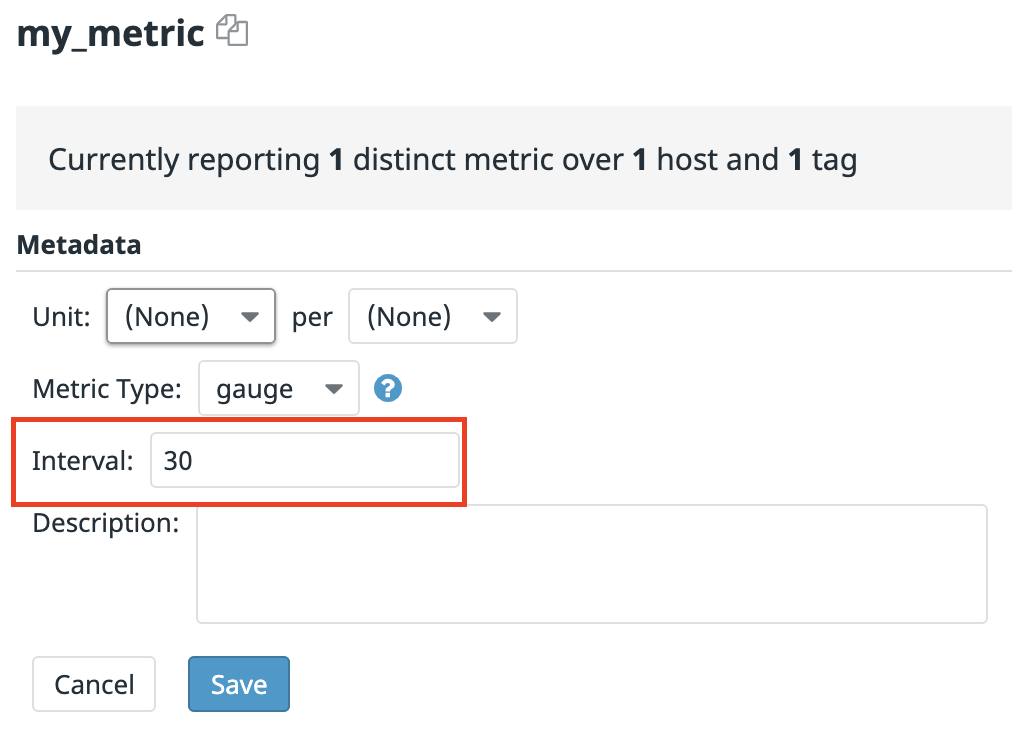 my_metric
Currently reporting 1 distinct metric over 1 host and 1 tag
Metadata
Unit: (None) per (None)
Metric Type: gauge ?
Interval: 30
Description:
Cancel Save